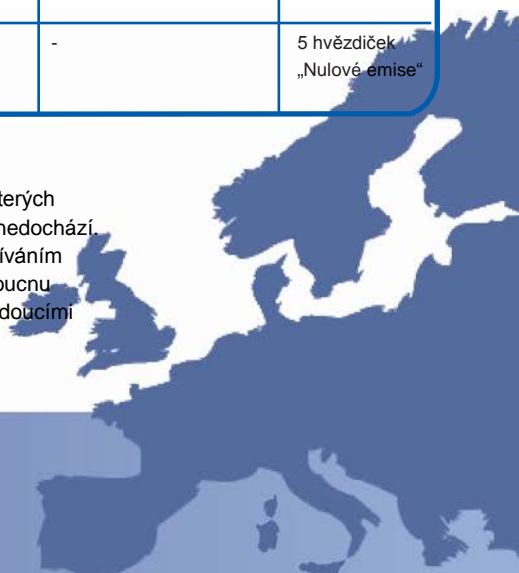 -
5 hvězdiček
„Nulové emise“
terých
nedochází.
íváním
oucnu
doucími